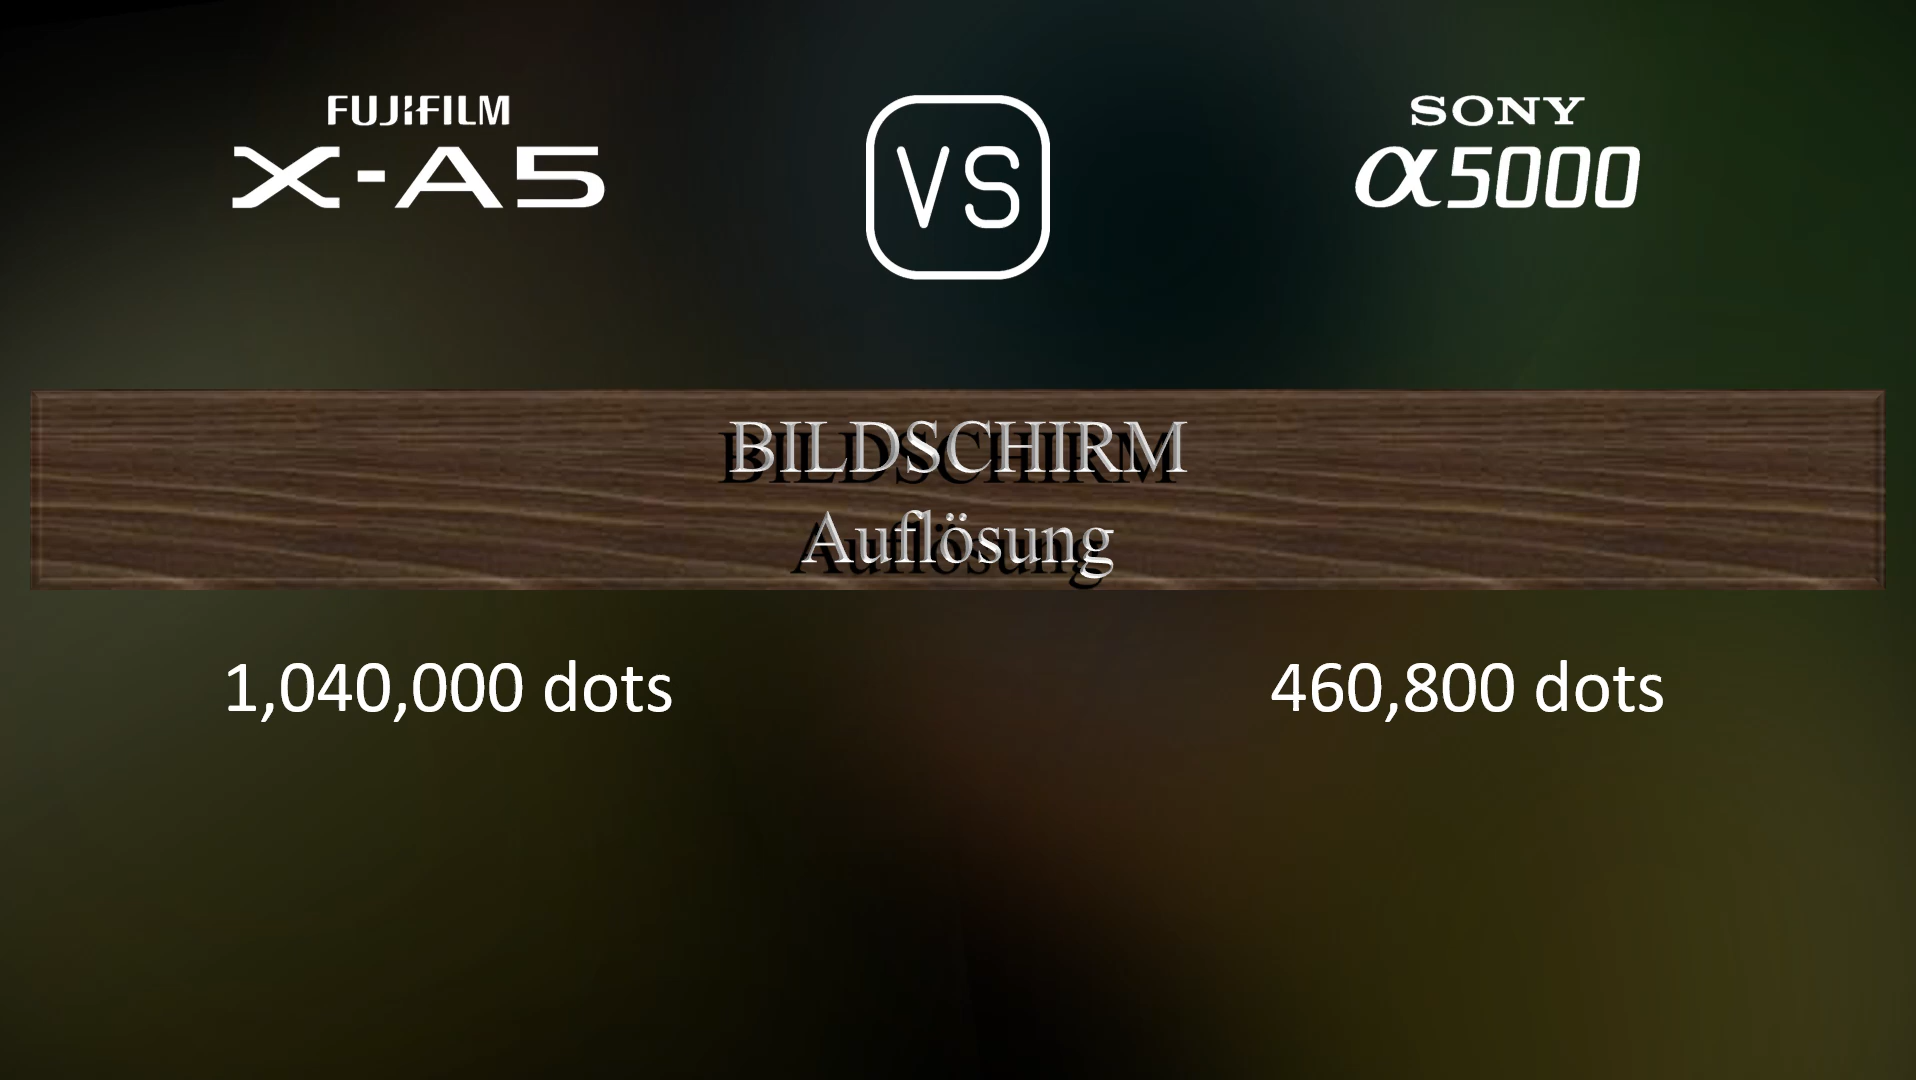 FUJIFILM
X-A5
VS
SONY
α5000
BILDSCHIRM
Auflösung
1,040,000 dots
460,800 dots